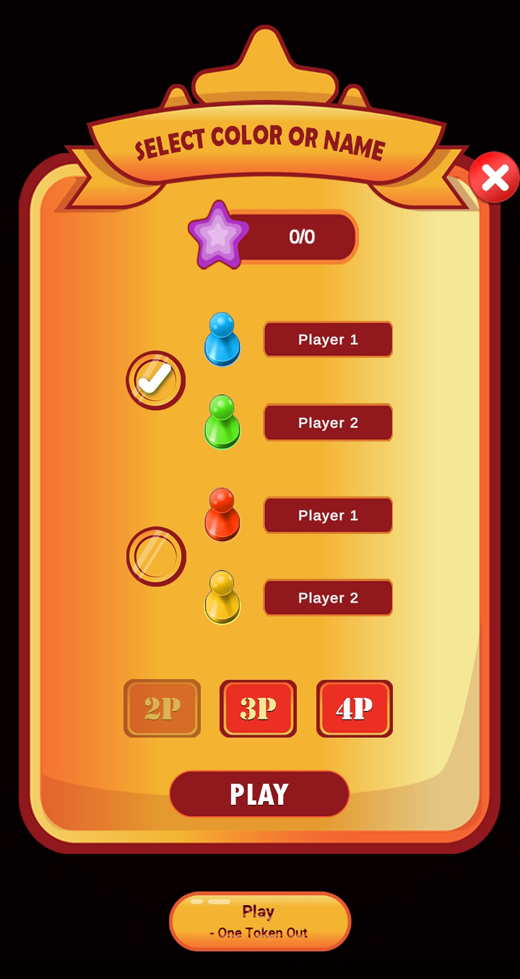 SELECT COLOR OR NAME
0/0
Player 1
Player 2
Player 1
Player 2
2P 3P 4P
PLAY
Play
- One Token Out